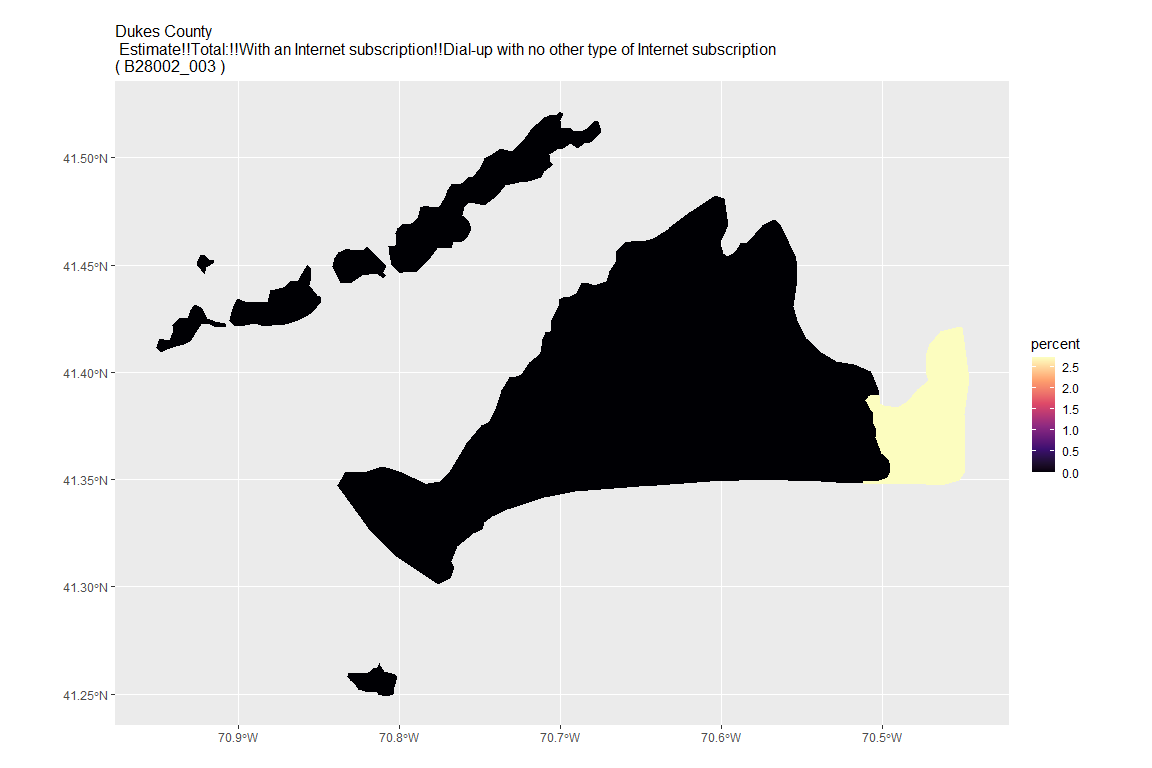 Dukes County
Estimate!!Total:!!With an Internet subscription!!Dial-up with no other type of Internet subscription
( B28002_003 )
41.50°N
41.45°N
41.40°N
41.35°N
41.30°N
41.25°N
70.9°W 70.8°W 70.7°W 70.6°W 70.5°W
percent
2.5
2.0
1.5
1.0
0.5
0.0